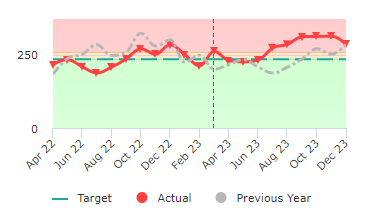 250
0
Apr 22
Jun 22
Aug 22
Oct 22
Dec 22
Feb 23
Apr 23
Jun 23
Aug 23
Oct 23
Dec 23
Target Actual Previous Year